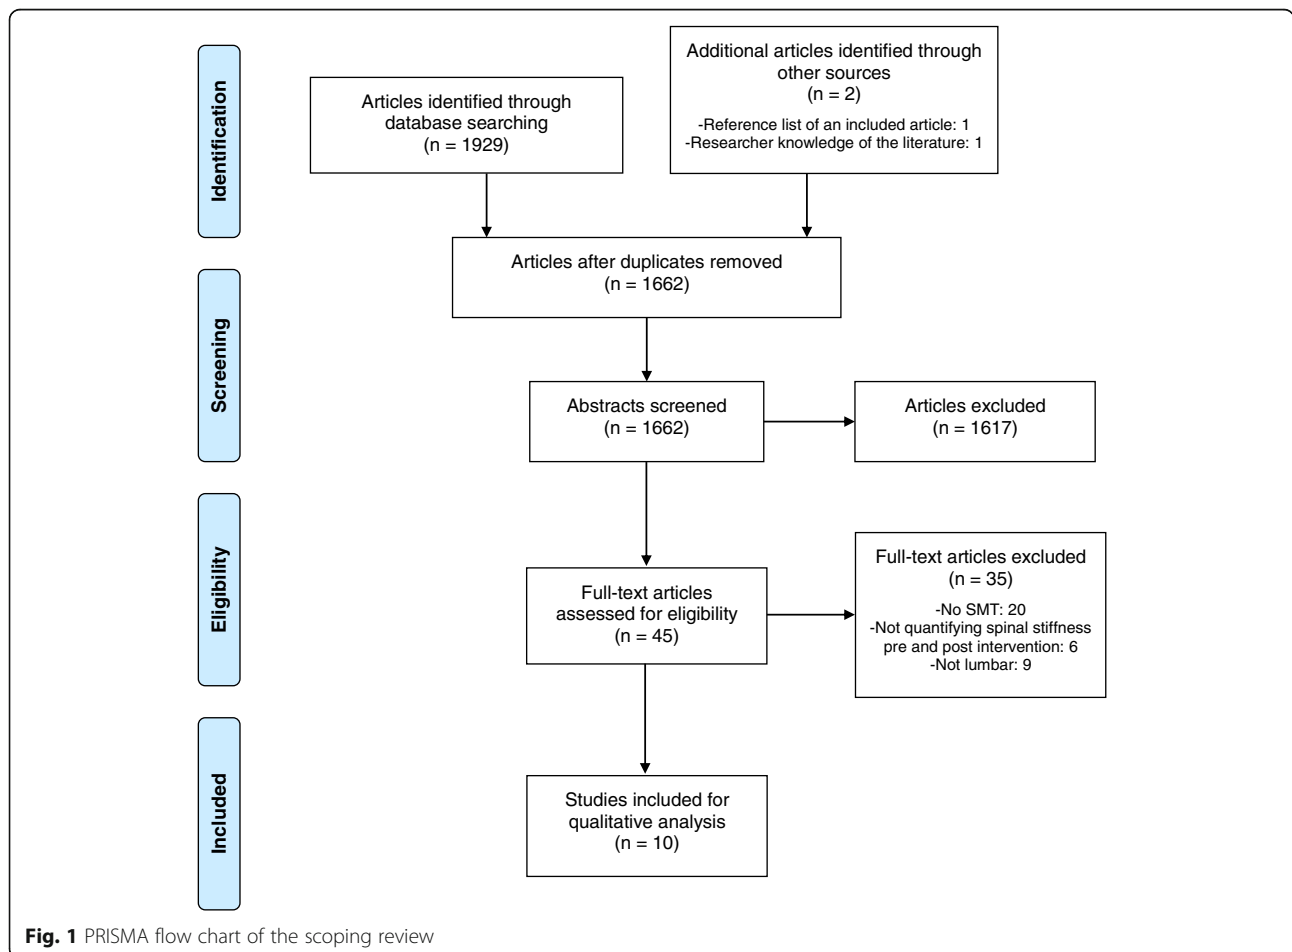 Identification
Articles identified through
database searching
(n = 1929)
Additional articles identified through
other sources
(n = 2)
-Reference list of an included article: 1
-Researcher knowledge of the literature: 1
Articles after duplicates removed
(n = 1662)
Screening
Abstracts screened
(n = 1662)
Articles excluded
(n = 1617)
Eligibility
Full-text articles
assessed for eligibility
(n = 45)
Full-text articles excluded
(n = 35)
-No SMT: 20
-Not quantifying spinal stiffness
pre and post intervention: 6
-Not lumbar: 9
Included
Studies included for
qualitative analysis
(n = 10)
Fig. 1 PRISMA flow chart of the scoping review